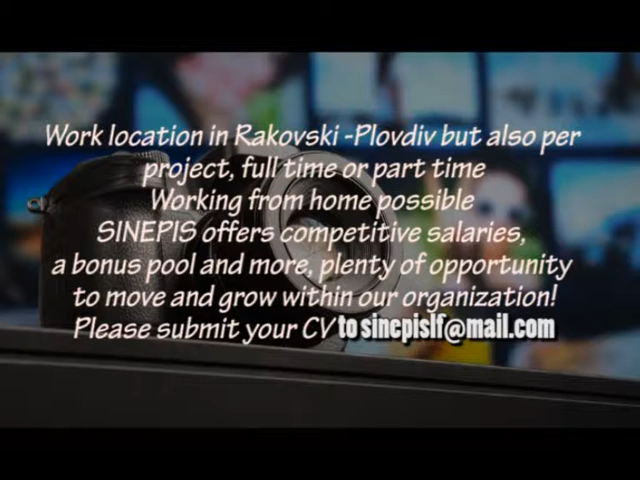 Work location in Rakovski -Plovdiv but also per
project, full time or part time
Working from home possible
SINEPIS offers competitive salaries,
a bonus pool and more, plenty of opportunity
to move and grow within our organization!
Please submit your CV to sincpislf@mail.com